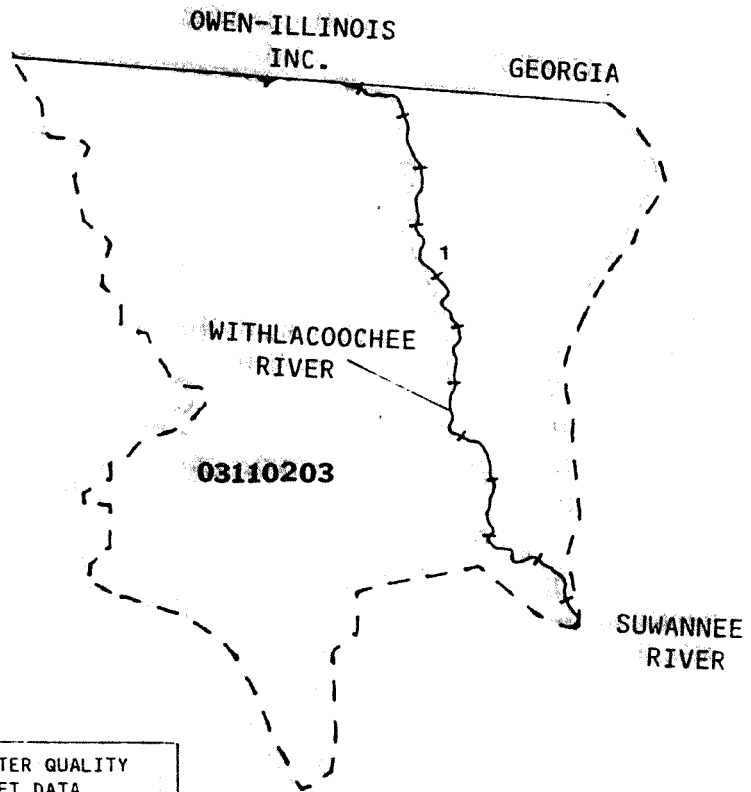 OWEN-ILLINOIS
INC.
GEORGIA
1
WITHLACOOCHEE
RIVER
03110203
SUWANNEE
RIVER
TER QUALITY
ET DATA